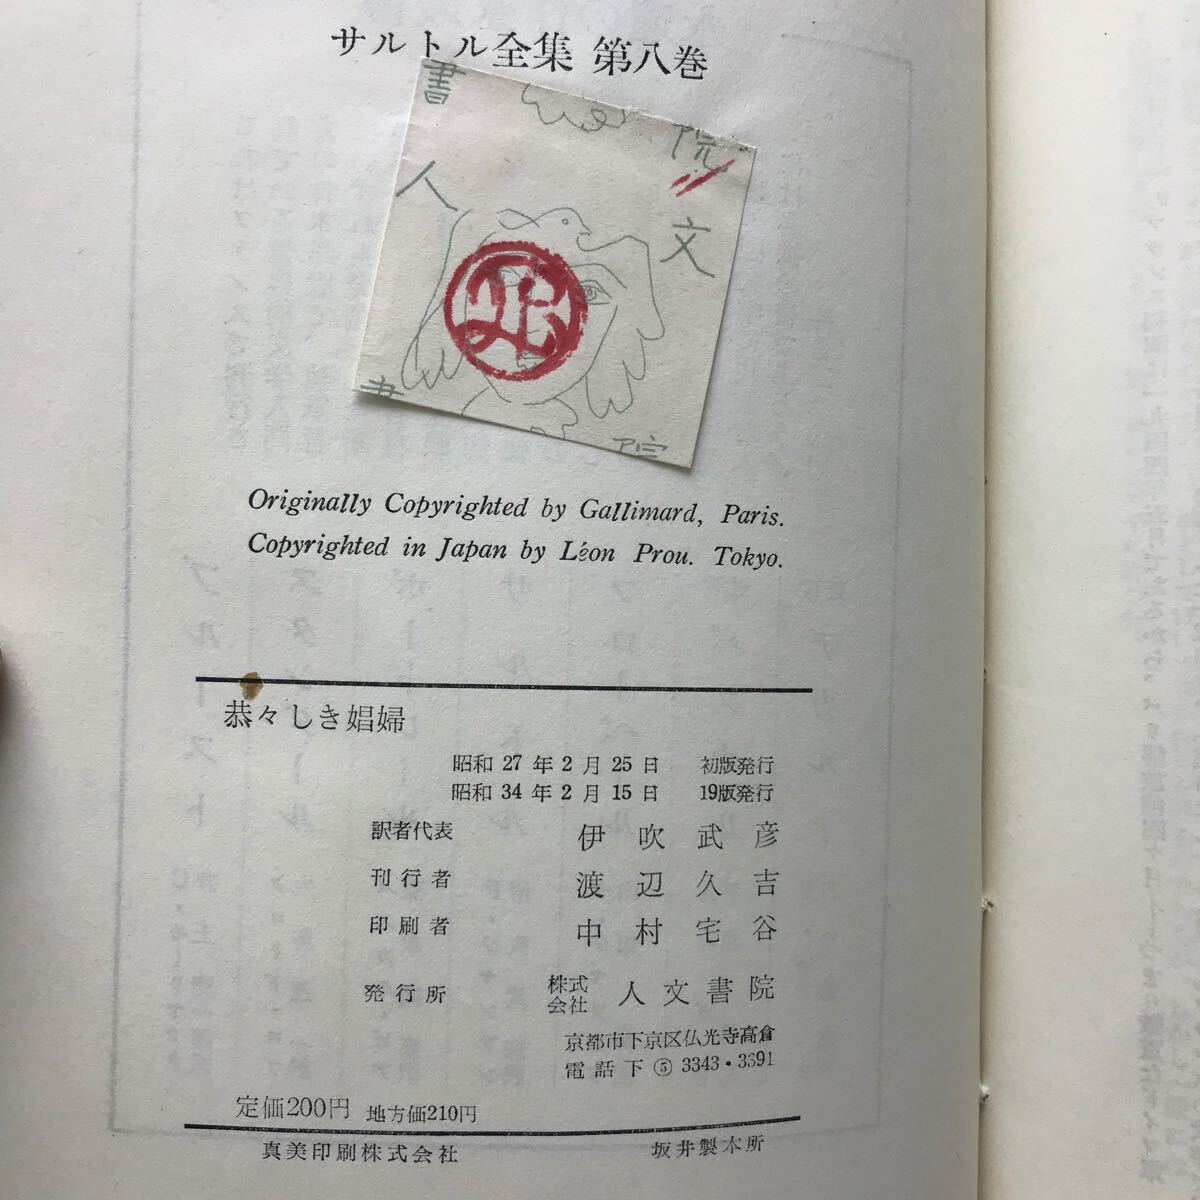 サルトル全集 第八巻
書
院
人
文
Originally Copyrighted by Gallimard, Paris.
Copyrighted in Japan by Léon Prou. Tokyo.
恭々しき娼婦
昭和 27 年 2 月 25 日 初版発行
昭和 34 年 2 月 15 日 19版発行
訳者代表 伊吹武彦
刊行者 渡辺久吉
印刷者 中村宅谷
発行所 株式会社 人文書院
京都市下京区仏光寺高倉
電話下⑤ 3343・3391
定価200円 地方価210円
真美印刷株式会社 坂井製本所